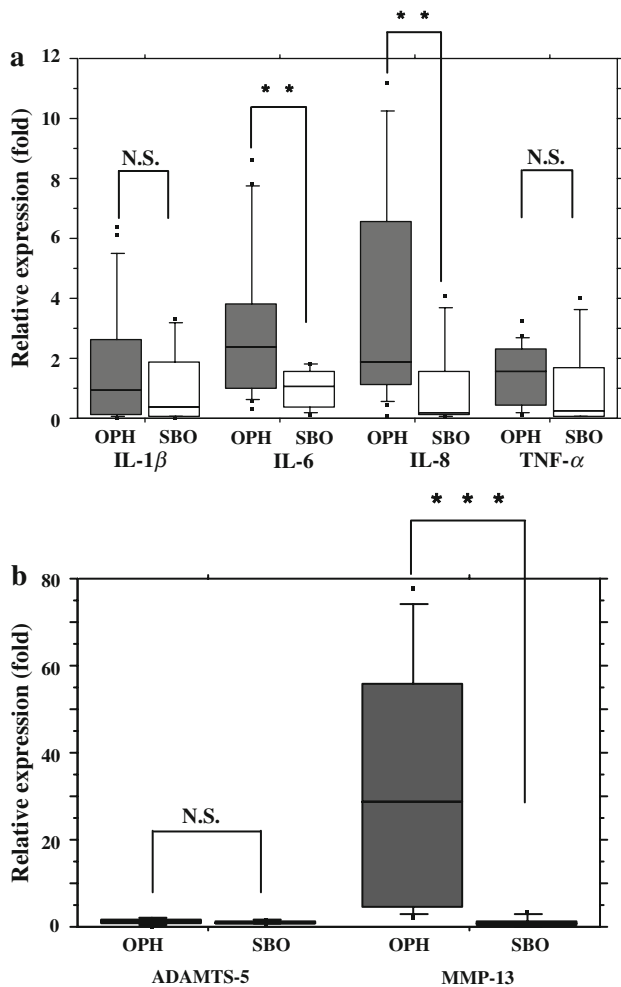 * *
a
12
* *
10
N.S.
N.S.
8
6
4
2
0
Relative expression (fold)
OPH SBO OPH SBO OPH SBO OPH SBO
IL-1β IL-6 IL-8 TNF-α
* * *
b
80
60
40
N.S.
20
0
Relative expression (fold)
OPH SBO OPH SBO
ADAMTS-5 MMP-13